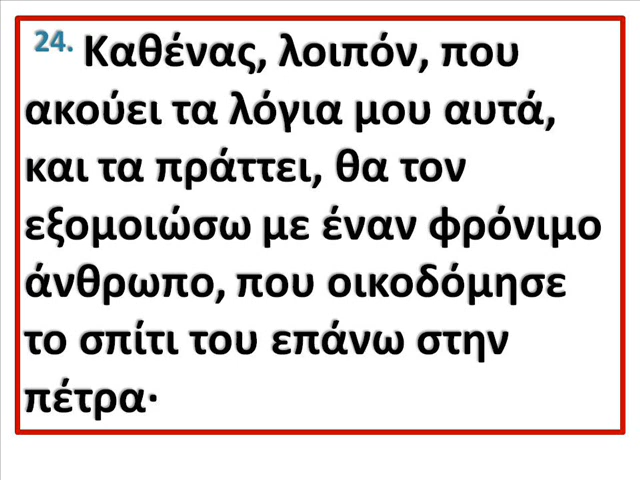 24. Καθένας, λοιπόν, που
ακούει τα λόγια μου αυτά,
και τα πράττει, θα τον
εξομοιώσω με έναν φρόνιμο
άνθρωπο, που οικοδόμησε
το σπίτι του επάνω στην
πέτρα·